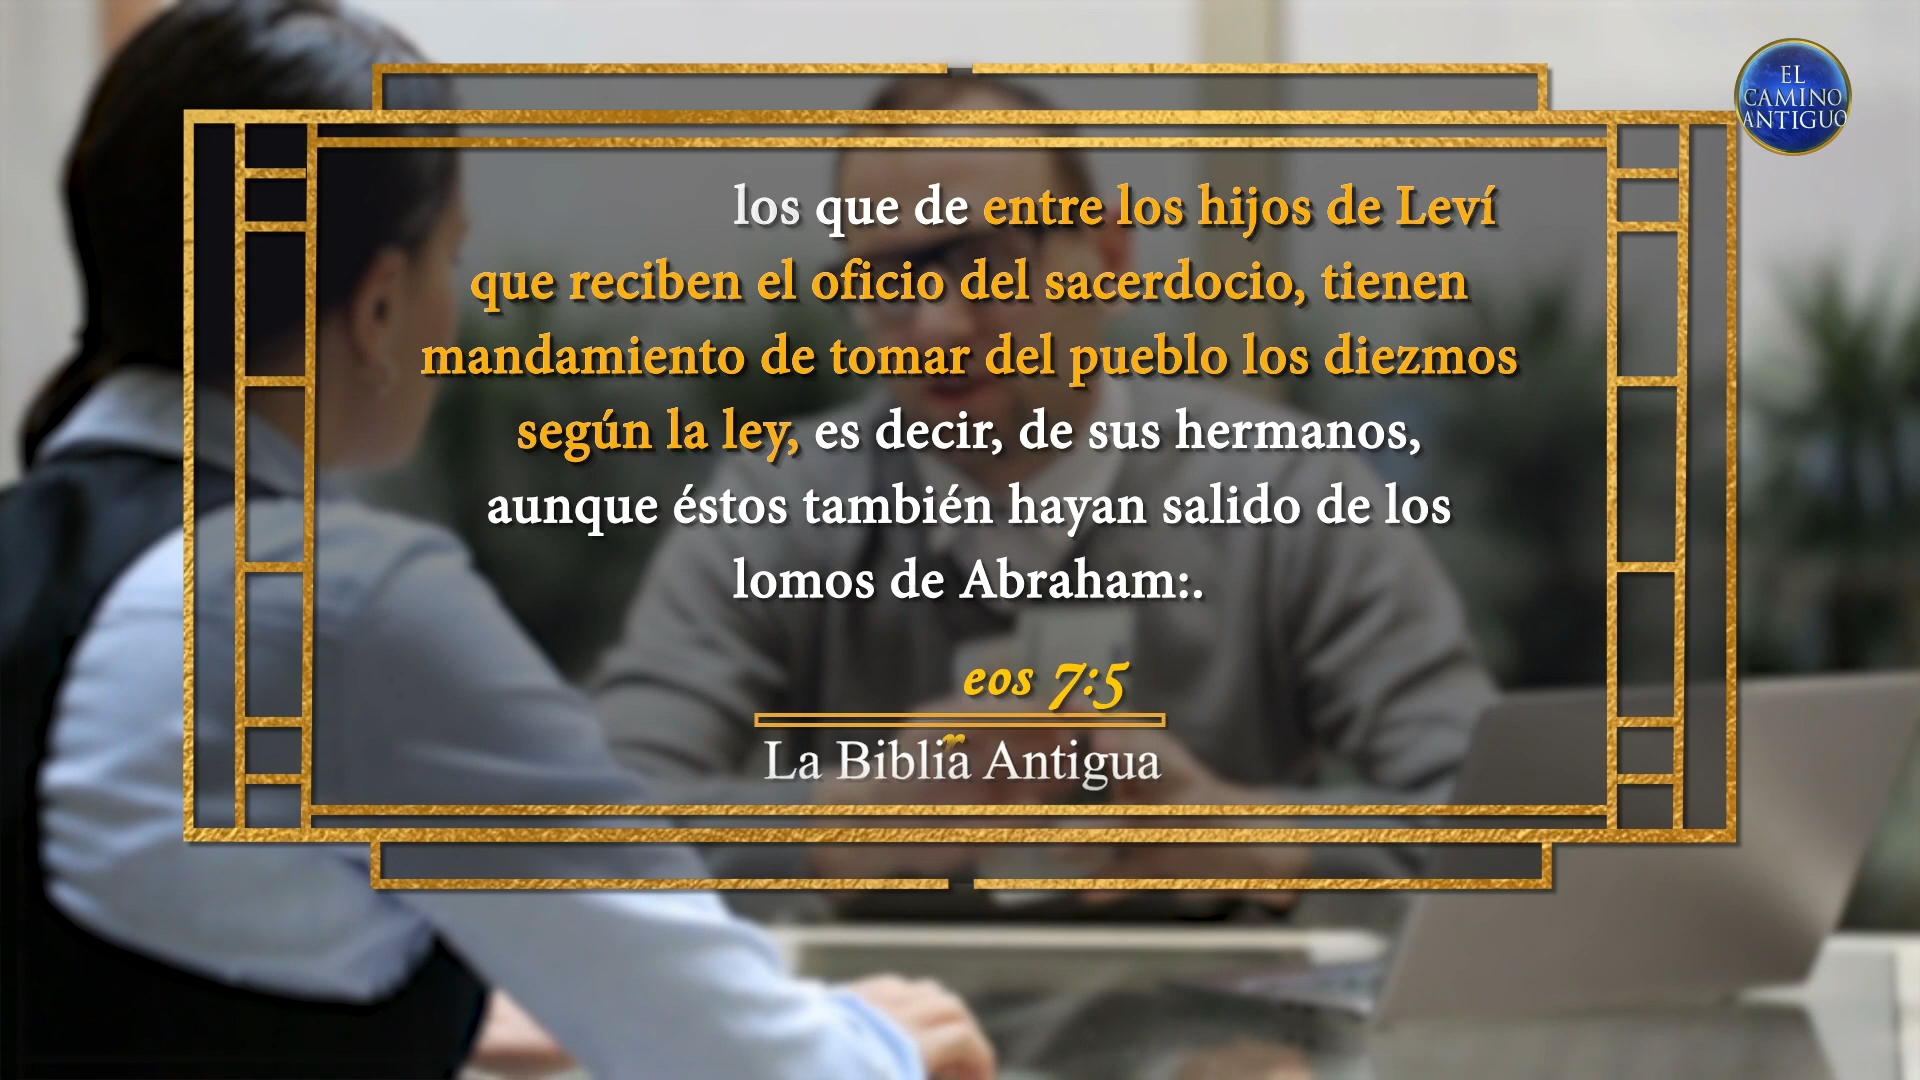 EL
CAMINO
ANTIGUO
los que de entre los hijos de Leví
que reciben el oficio del sacerdocio, tienen
mandamiento de tomar del pueblo los diezmos
según la ley, es decir, de sus hermanos,
aunque éstos también hayan salido de los
lomos de Abraham:.
eos 7:5
r
La Biblia Antigua